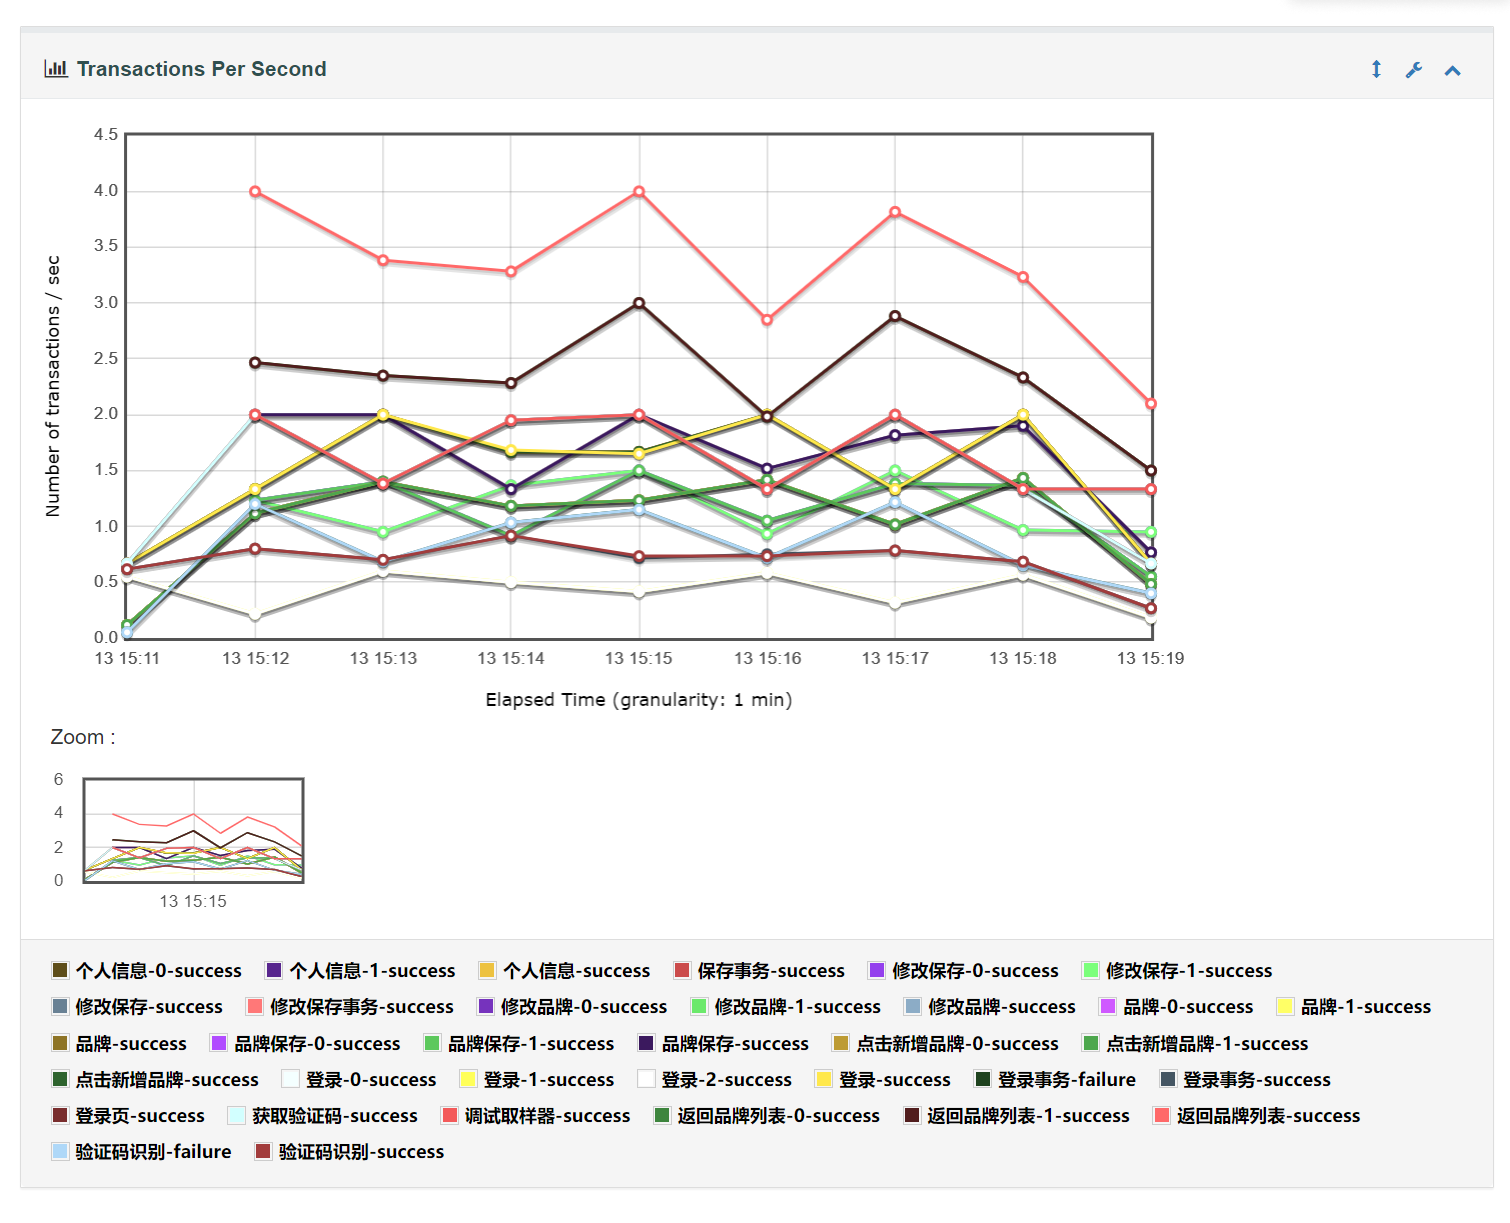 Transactions Per Second
4.5
4.0
3.5
3.0
2.5
2.0
1.5
1.0
0.5
0.0
Number of transactions / sec
13 15:11 13 15:12 13 15:13 13 15:14 13 15:15 13 15:16 13 15:17 13 15:18 13 15:19
Elapsed Time (granularity: 1 min)
Zoom :
6
4
2
0
13 15:15
个人信息-0-success 个人信息-1-success 个人信息-success 保存事务-success 修改保存-0-success 修改保存-1-success
修改保存-success 修改保存事务-success 修改品牌-0-success 修改品牌-1-success 修改品牌-success 品牌-0-success 品牌-1-success
品牌-success 品牌保存-0-success 品牌保存-1-success 品牌保存-success 点击新增品牌-0-success 点击新增品牌-1-success
点击新增品牌-success 登录-0-success 登录-1-success 登录-2-success 登录-success 登录事务-failure 登录事务-success
登录页-success 获取验证码-success 调试取样器-success 返回品牌列表-0-success 返回品牌列表-1-success 返回品牌列表-success
验证码识别-failure 验证码识别-success